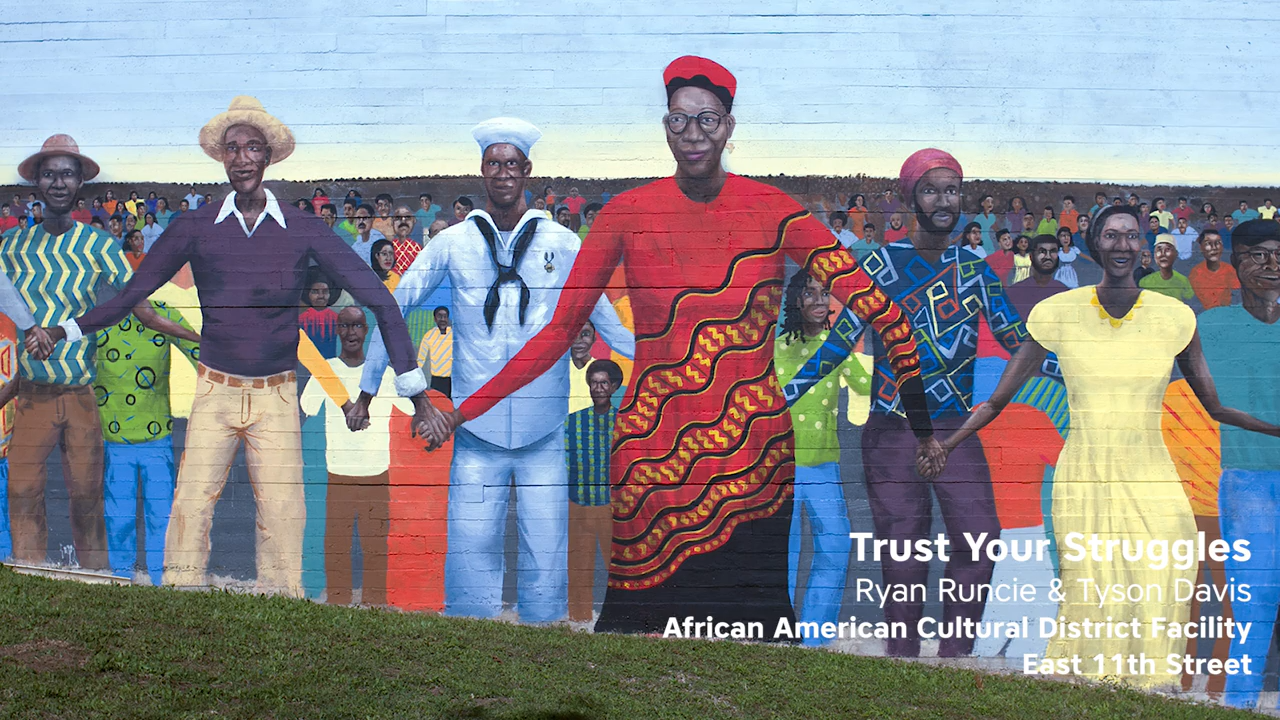 Trust Your Struggles
Ryan Runcie & Tyson Davis
African American Cultural District Facility
East 11th Street